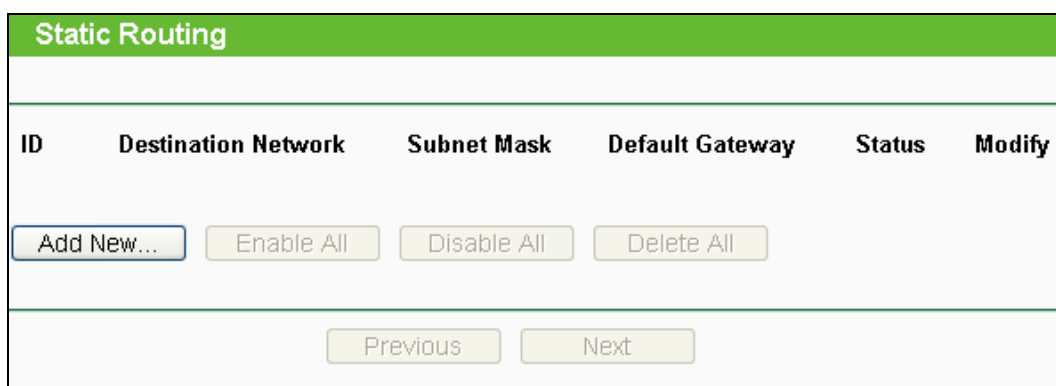 Static Routing
ID Destination Network Subnet Mask Default Gateway Status Modify
Add New... Enable All Disable All Delete All
Previous Next